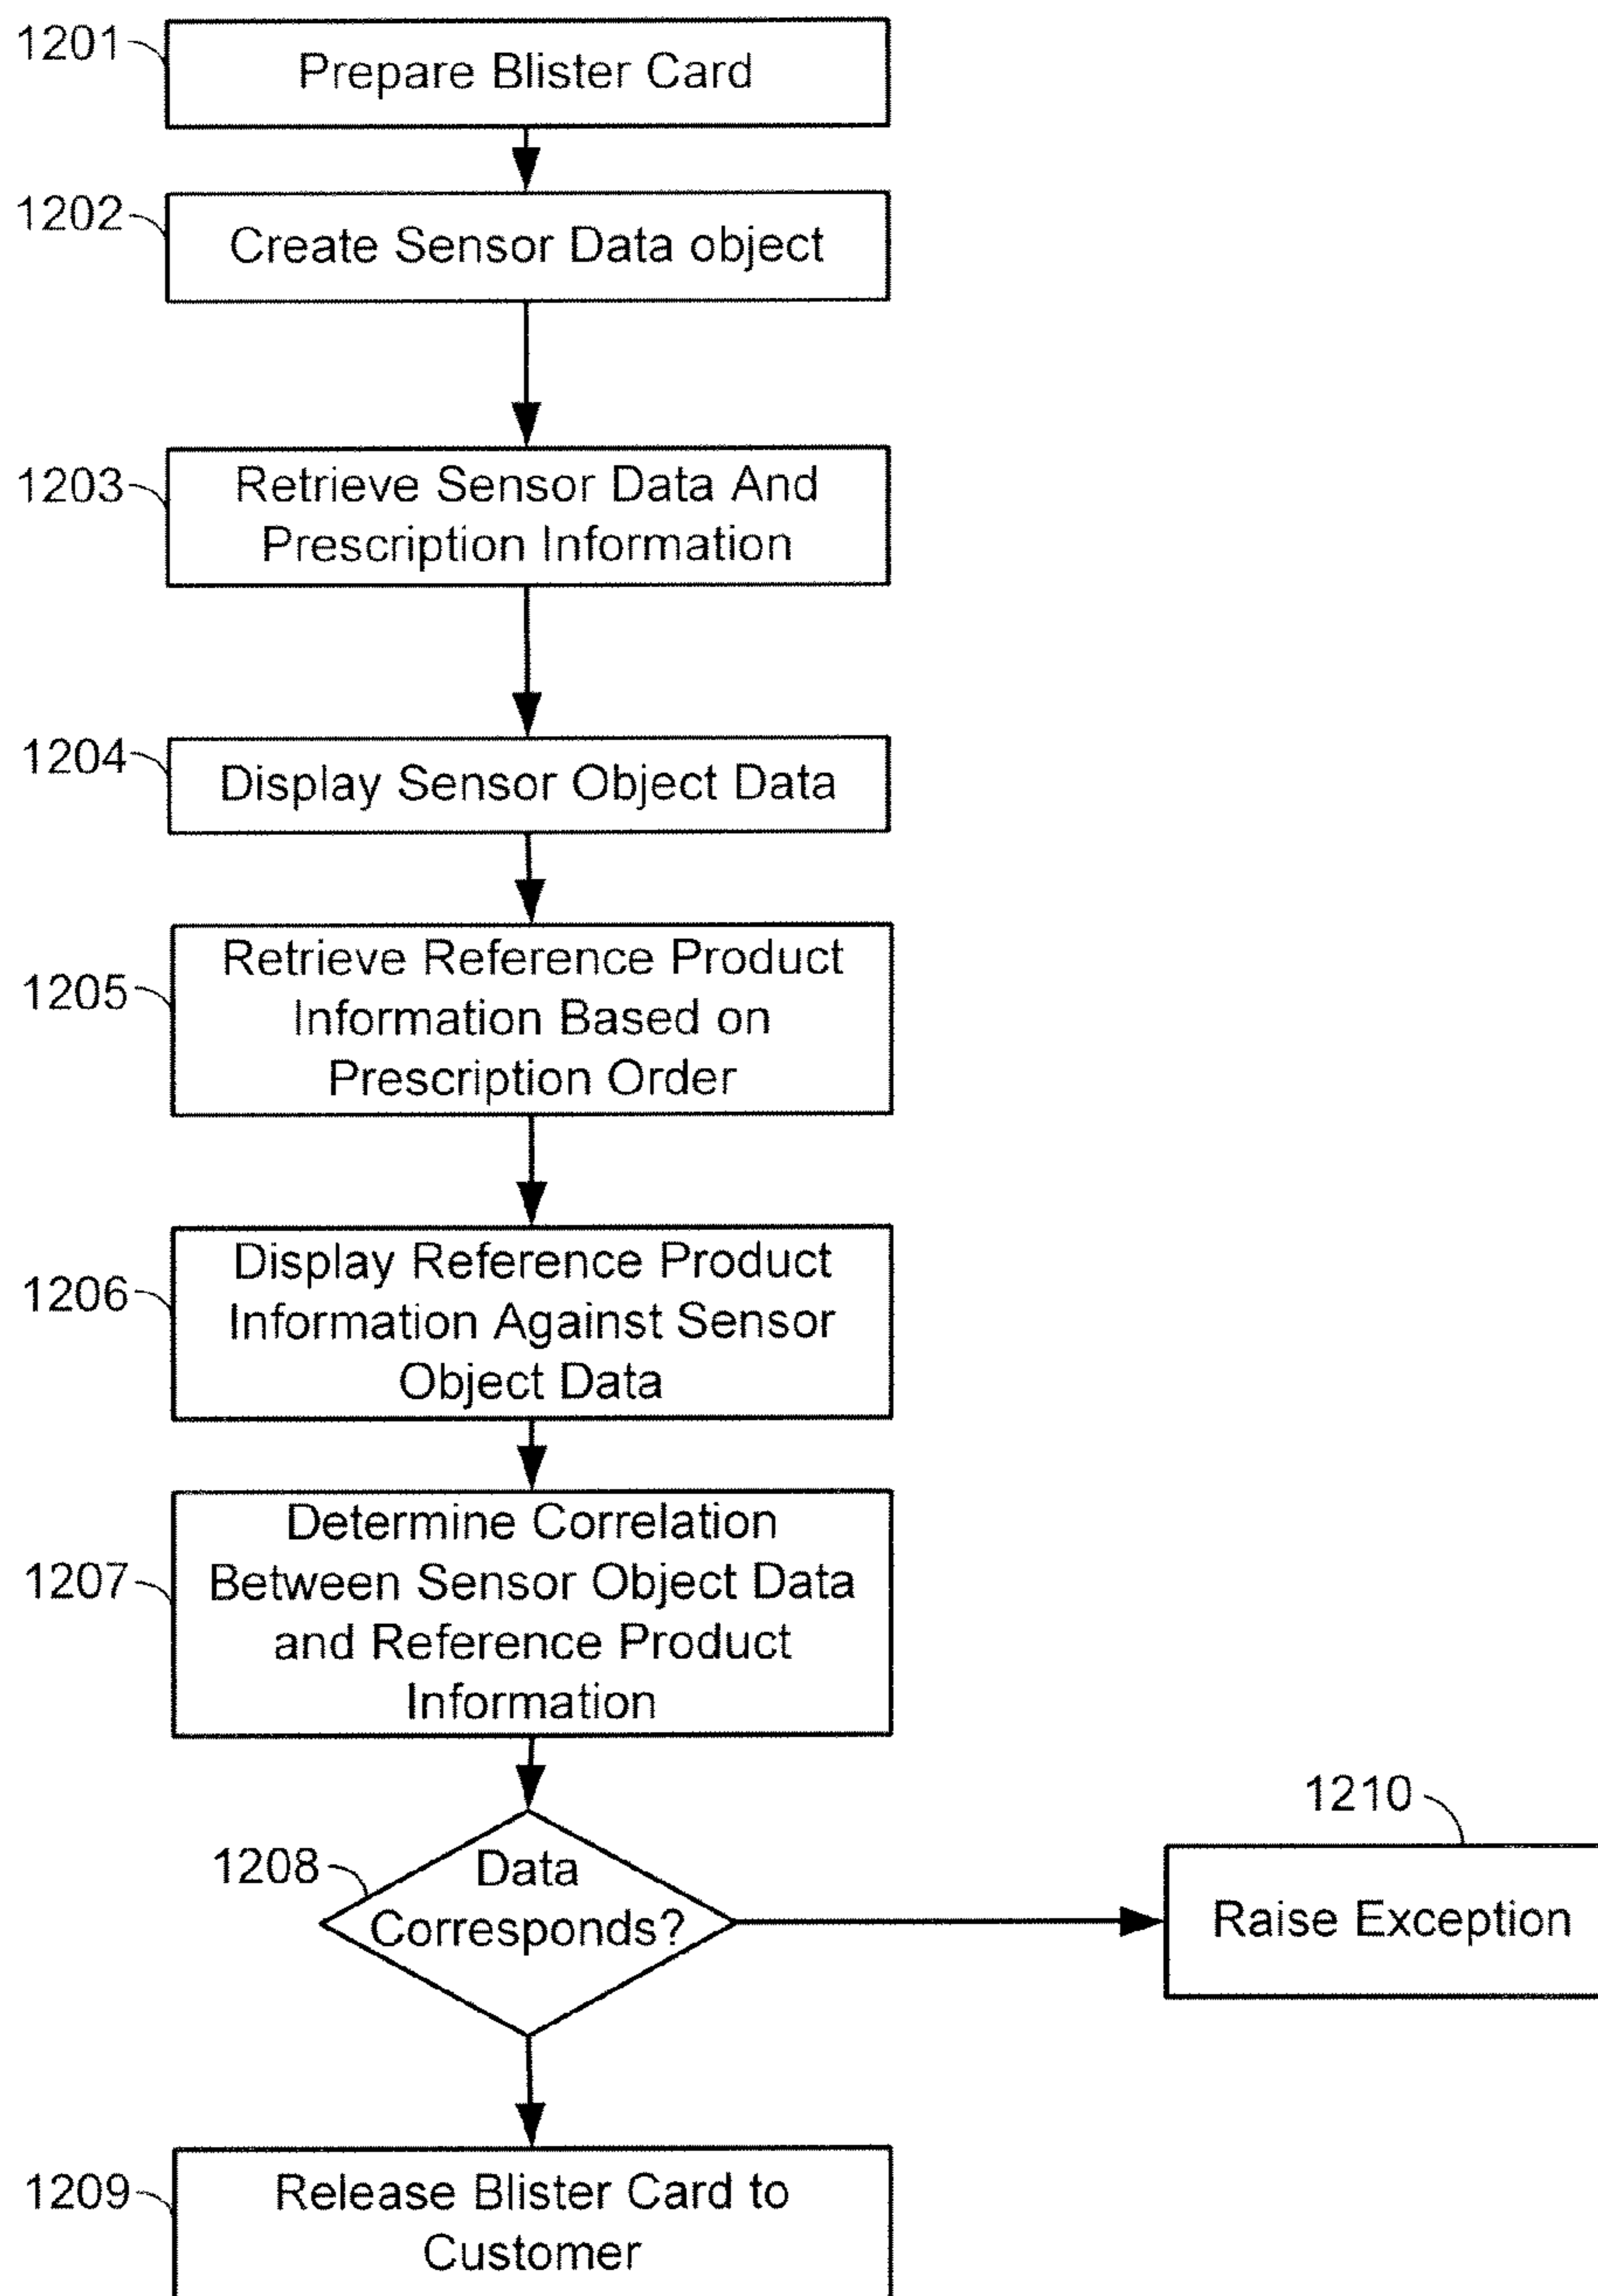 1201
Prepare Blister Card
1202
Create Sensor Data object
1203
Retrieve Sensor Data And
Prescription Information
1204
Display Sensor Object Data
1205
Retrieve Reference Product
Information Based on
Prescription Order
1206
Display Reference Product
Information Against Sensor
Object Data
1207
Determine Correlation
Between Sensor Object Data
and Reference Product
Information
1208
Data
Corresponds?
1210
Raise Exception
1209
Release Blister Card to
Customer